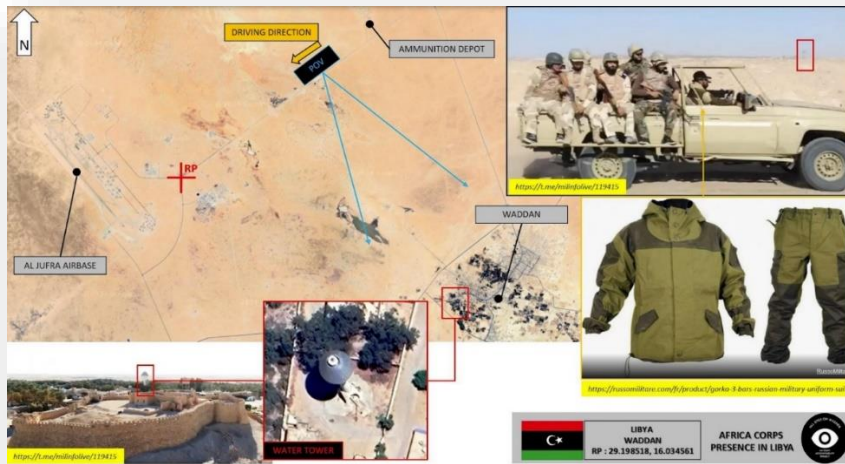 N
DRIVING DIRECTION
POV
AMMUNITION DEPOT
RP
AL JUFRA AIRBASE
WADDAN
https://t.me/milinfolive/119415
https://t.me/milinfolive/119415
WATER TOWER
https://russomilitare.com/fr/product/gorka-3-bars-russian-military-uniform-sui
LIBYA
WADDAN
RP : 29.198518, 16.034561
AFRICA CORPS
PRESENCE IN LIBYA